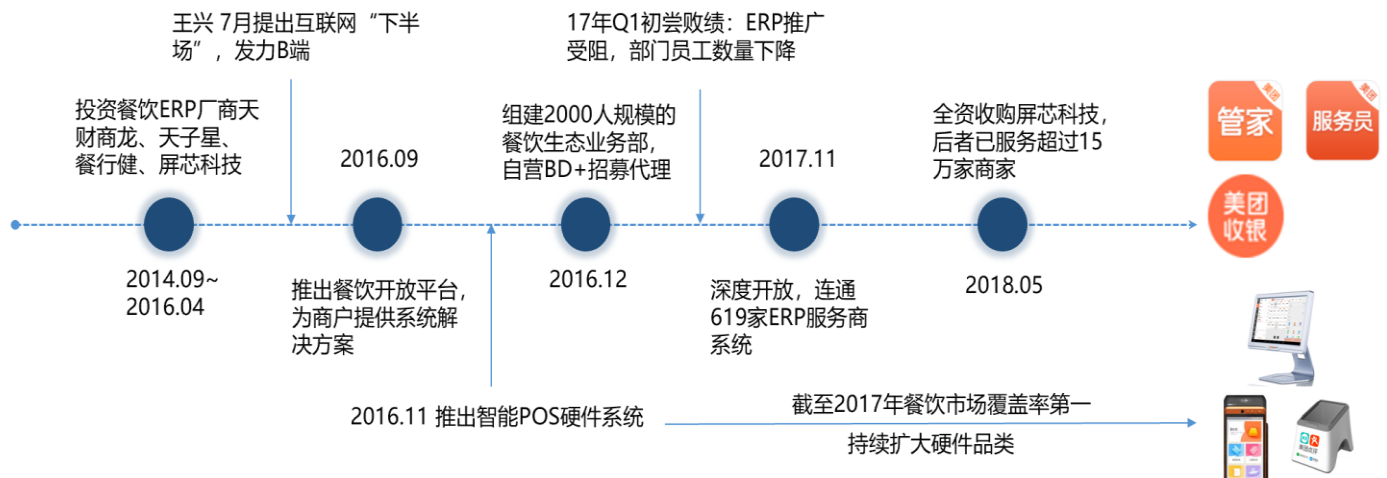 王兴 7月提出互联网“下半
场”，发力B端
17年Q1初尝败绩：ERP推广
受阻，部门员工数量下降
投资餐饮ERP厂商天
财商龙、天子星、
餐行健、屏芯科技
2016.09
组建2000人规模的
餐饮生态业务部，
自营BD+招募代理
2017.11
全资收购屏芯科技，
后者已服务超过15
万家商家
美团
管家
美团
服务员
美团
收银
2014.09~
2016.04
推出餐饮开放平台，
为商户提供系统解
决方案
2016.12
深度开放，连通
619家ERP服务商
系统
2018.05
2016.11 推出智能POS硬件系统
截至2017年餐饮市场覆盖率第一
持续扩大硬件品类
美团点评